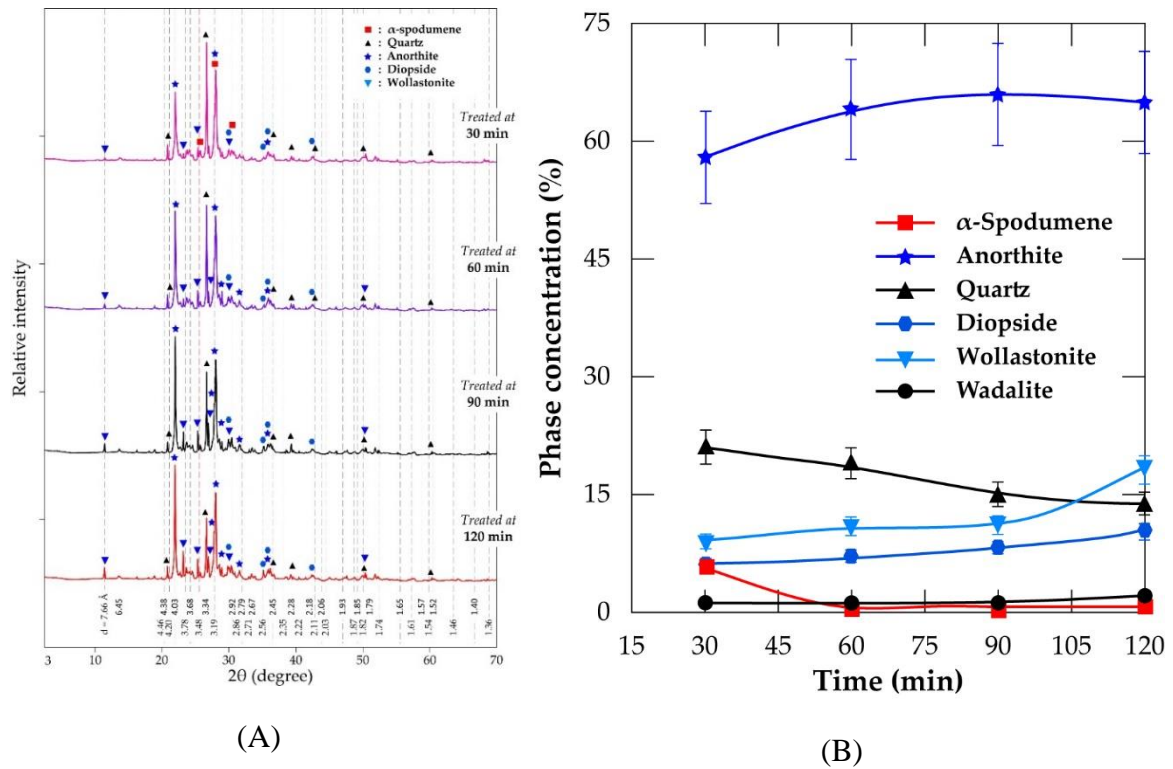 : α-spodumene
: Quartz
: Anorthite
: Diopside
: Wollastonite
Treated at
30 min
Treated at
60 min
Treated at
90 min
Treated at
120 min
Relative intensity
d = 7.66 Å
6.45
4.46
4.38
4.20
4.03
3.78
3.68
3.48
3.34
3.19
2.92
2.86
2.79
2.71
2.67
2.56
2.45
2.35
2.28
2.22
2.18
2.11
2.06
2.03
1.93
1.87
1.85
1.82
1.79
1.74
1.65
1.61
1.57
1.54
1.52
1.46
1.40
1.36
3 10 20 30 40 50 60 70
2θ (degree)
(A)
Phase concentration (%)
75
60
45
30
15
0
α-Spodumene
Anorthite
Quartz
Diopside
Wollastonite
Wadalite
15 30 45 60 75 90 105 120
Time (min)
(B)